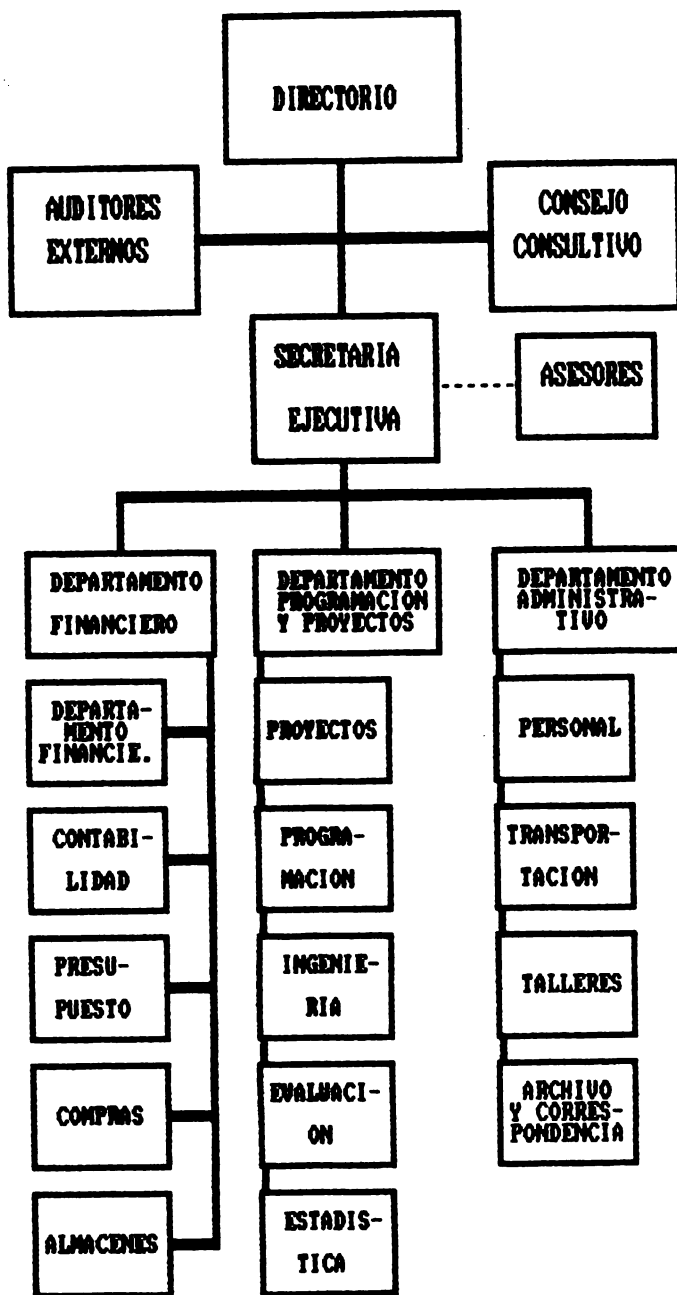 DIRECTORIO
AUDITORES
EXTERNOS
CONSEJO
CONSULTIVO
SECRETARIA
EJECUTIVA
ASESORES
DEPARTAMENTO
FINANCIERO
DEPARTAMENTO
PROGRAMACION
Y PROYECTOS
DEPARTAMENTO
ADMINISTRA-
TIVO
DEPARTA-
MENTO
FINANCIE.
PROYECTOS
PERSONAL
CONTABI-
LIDAD
PROGRA-
MACION
TRANSPOR-
TACION
PRESU-
PUESTO
INGENIE-
RIA
TALLERES
COMPRAS
EVALUACI-
ON
ARCHIVO
Y CORRES-
PONDENCIA
ALMACENES
ESTADIS-
TICA